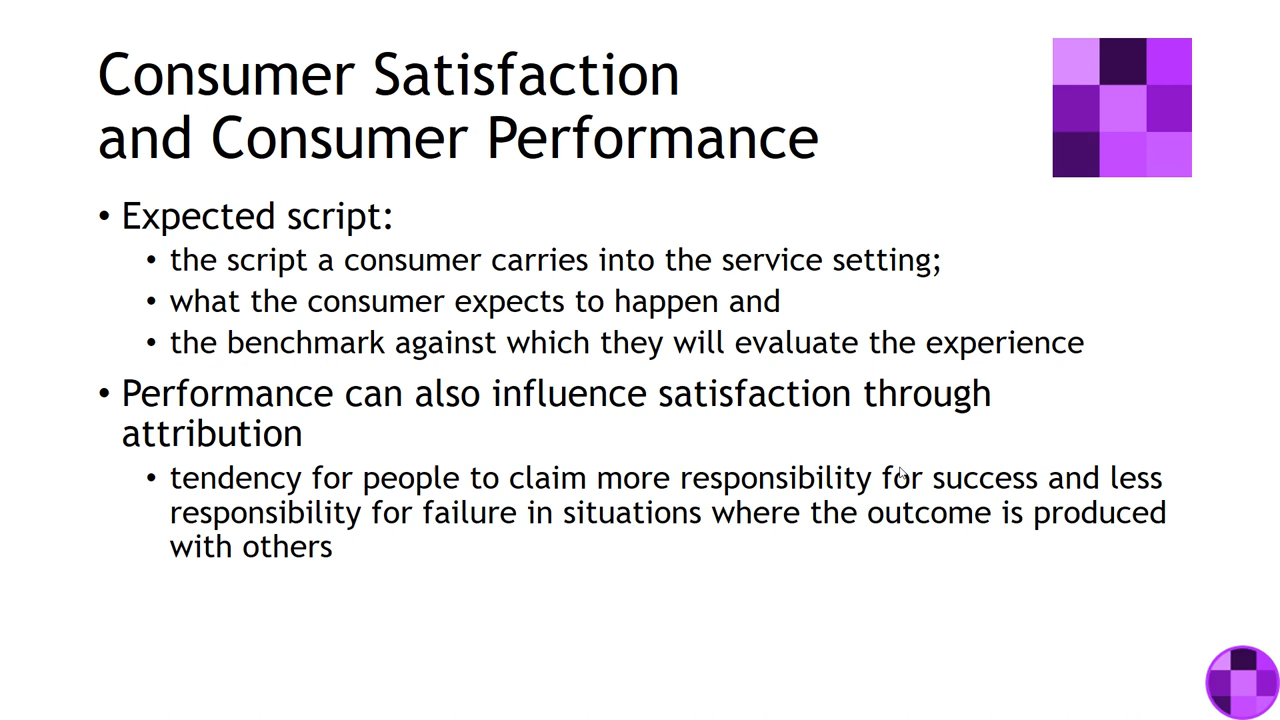 Consumer Satisfaction
and Consumer Performance
• Expected script:
• the script a consumer carries into the service setting;
• what the consumer expects to happen and
• the benchmark against which they will evaluate the experience
• Performance can also influence satisfaction through
attribution
• tendency for people to claim more responsibility for success and less
responsibility for failure in situations where the outcome is produced
with others